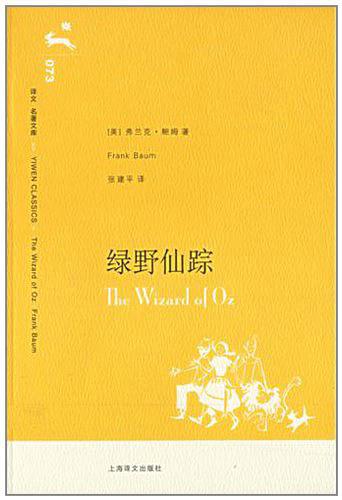 073
译文 名著文库
YIWEN CLASSICS
The Wizard of Oz Frank Baum
[美] 弗兰克·鲍姆 著
Frank Baum
张建平 译
绿野仙踪
The Wizard of Oz
上海译文出版社